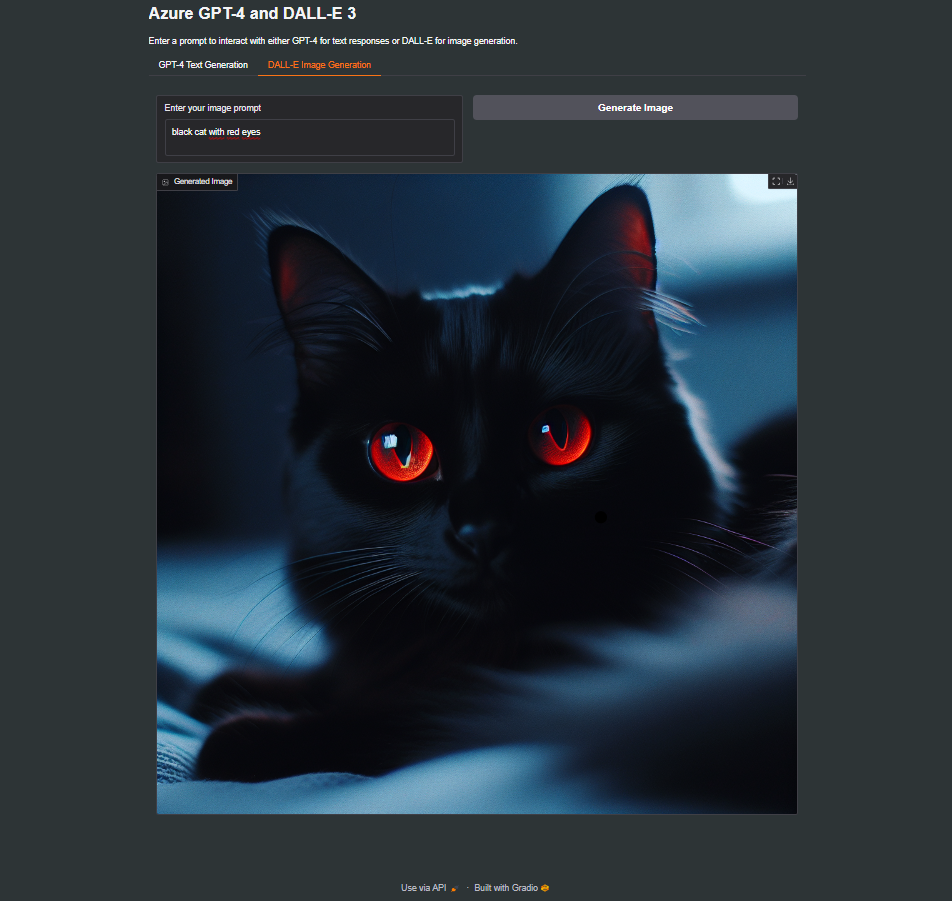 Azure GPT-4 and DALL-E 3
Enter a prompt to interact with either GPT-4 for text responses or DALL-E for image generation.
GPT-4 Text Generation DALL-E Image Generation
Enter your image prompt
Generate Image
black cat with red eyes
Generated Image
Use via API · Built with Gradio